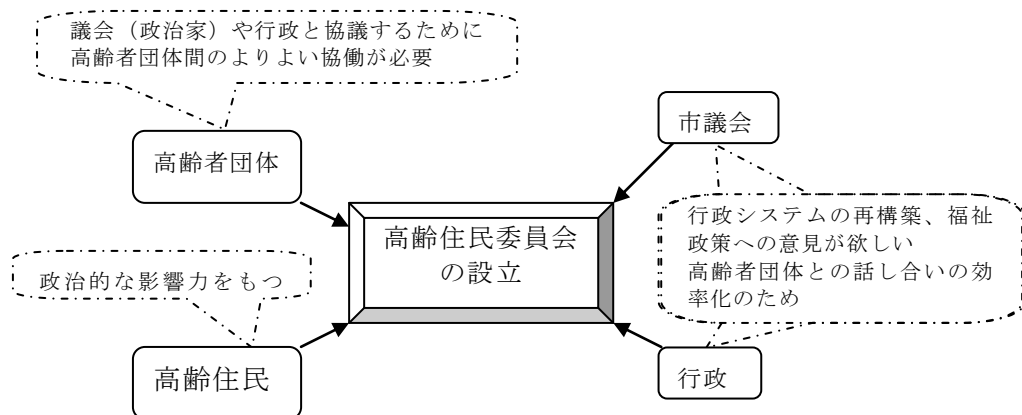 議会（政治家）や行政と協議するために
高齢者団体間のよりよい協働が必要
高齢者団体
市議会
高齢住民委員会
の設立
行政システムの再構築、福祉
政策への意見が欲しい
高齢者団体との話し合いの効
率化のため
政治的な影響力をもつ
高齢住民
行政